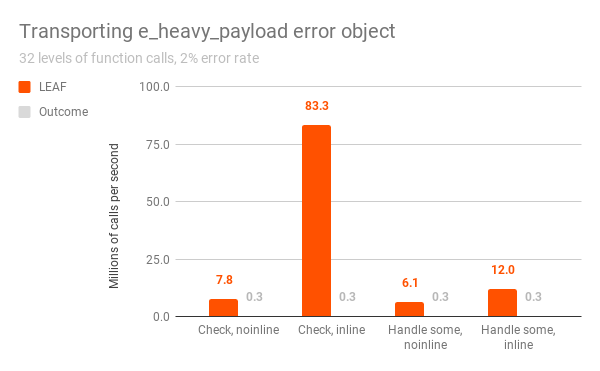 Transporting e_heavy_payload error object
32 levels of function calls, 2% error rate
LEAF
Outcome
Millions of calls per second
100.0
75.0
50.0
25.0
0.0
7.8
0.3
83.3
0.3
6.1
0.3
12.0
0.3
Check, noinline
Check, inline
Handle some,
noinline
Handle some,
inline